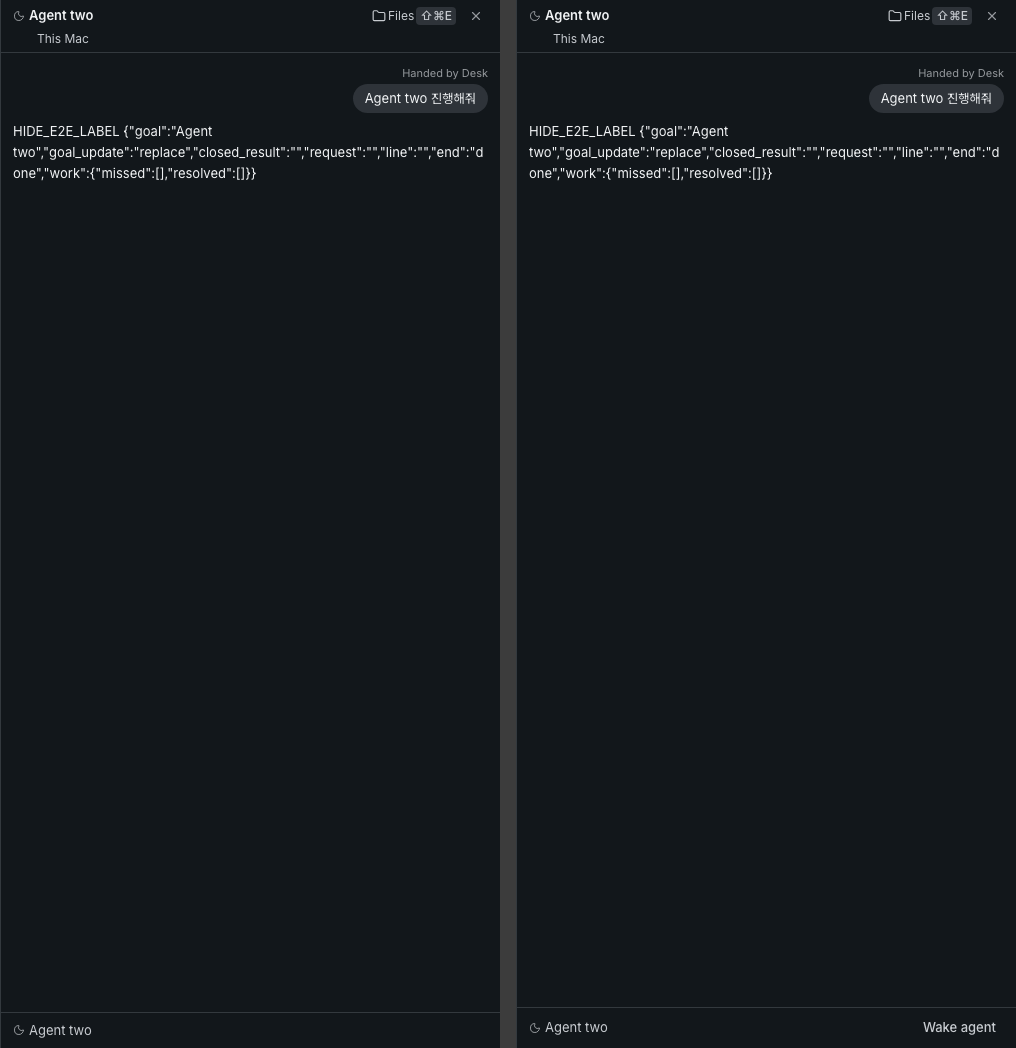 Agent two
Files ⇧⌘E
This Mac
Handed by Desk
Agent two 진행해줘
HIDE_E2E_LABEL {"goal":"Agent
two","goal_update":"replace","closed_result":"","request":"","line":"","end":"d
one","work":{"missed":[],"resolved":[]}}
Agent two
Agent two
Files ⇧⌘E
This Mac
Handed by Desk
Agent two 진행해줘
HIDE_E2E_LABEL {"goal":"Agent
two","goal_update":"replace","closed_result":"","request":"","line":"","end":"d
one","work":{"missed":[],"resolved":[]}}
Agent two
Wake agent